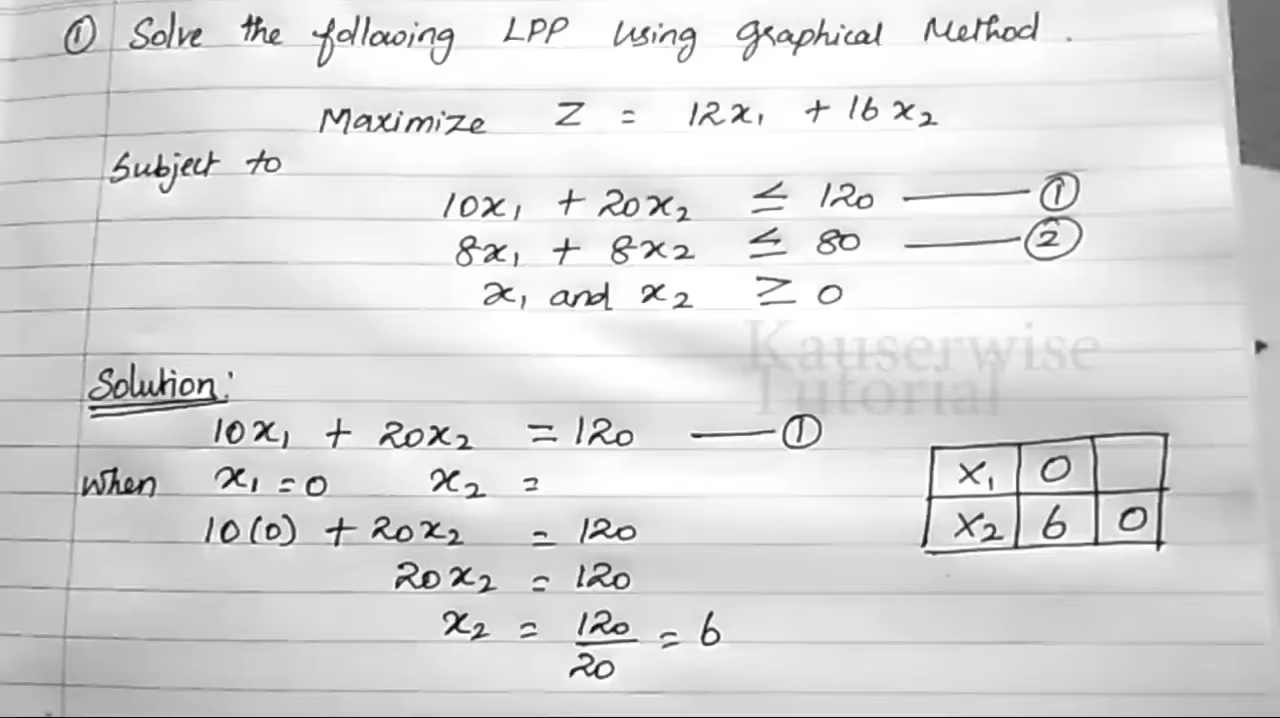 ① Solve the following LPP using Graphical Method.
Maximize Z = 12x₁ + 16x₂
Subject to
10x₁ + 20x₂ ≤ 120 —— ①
8x₁ + 8x₂ ≤ 80 —— ②
x₁ and x₂ ≥ 0
Kauserwise
Tutorial
Solution:
10x₁ + 20x₂ = 120 —— ①
when x₁ = 0 x₂ =
10(0) + 20x₂ = 120
20x₂ = 120
x₂ = 120/20 = 6
x₁ 0
x₂ 6 0